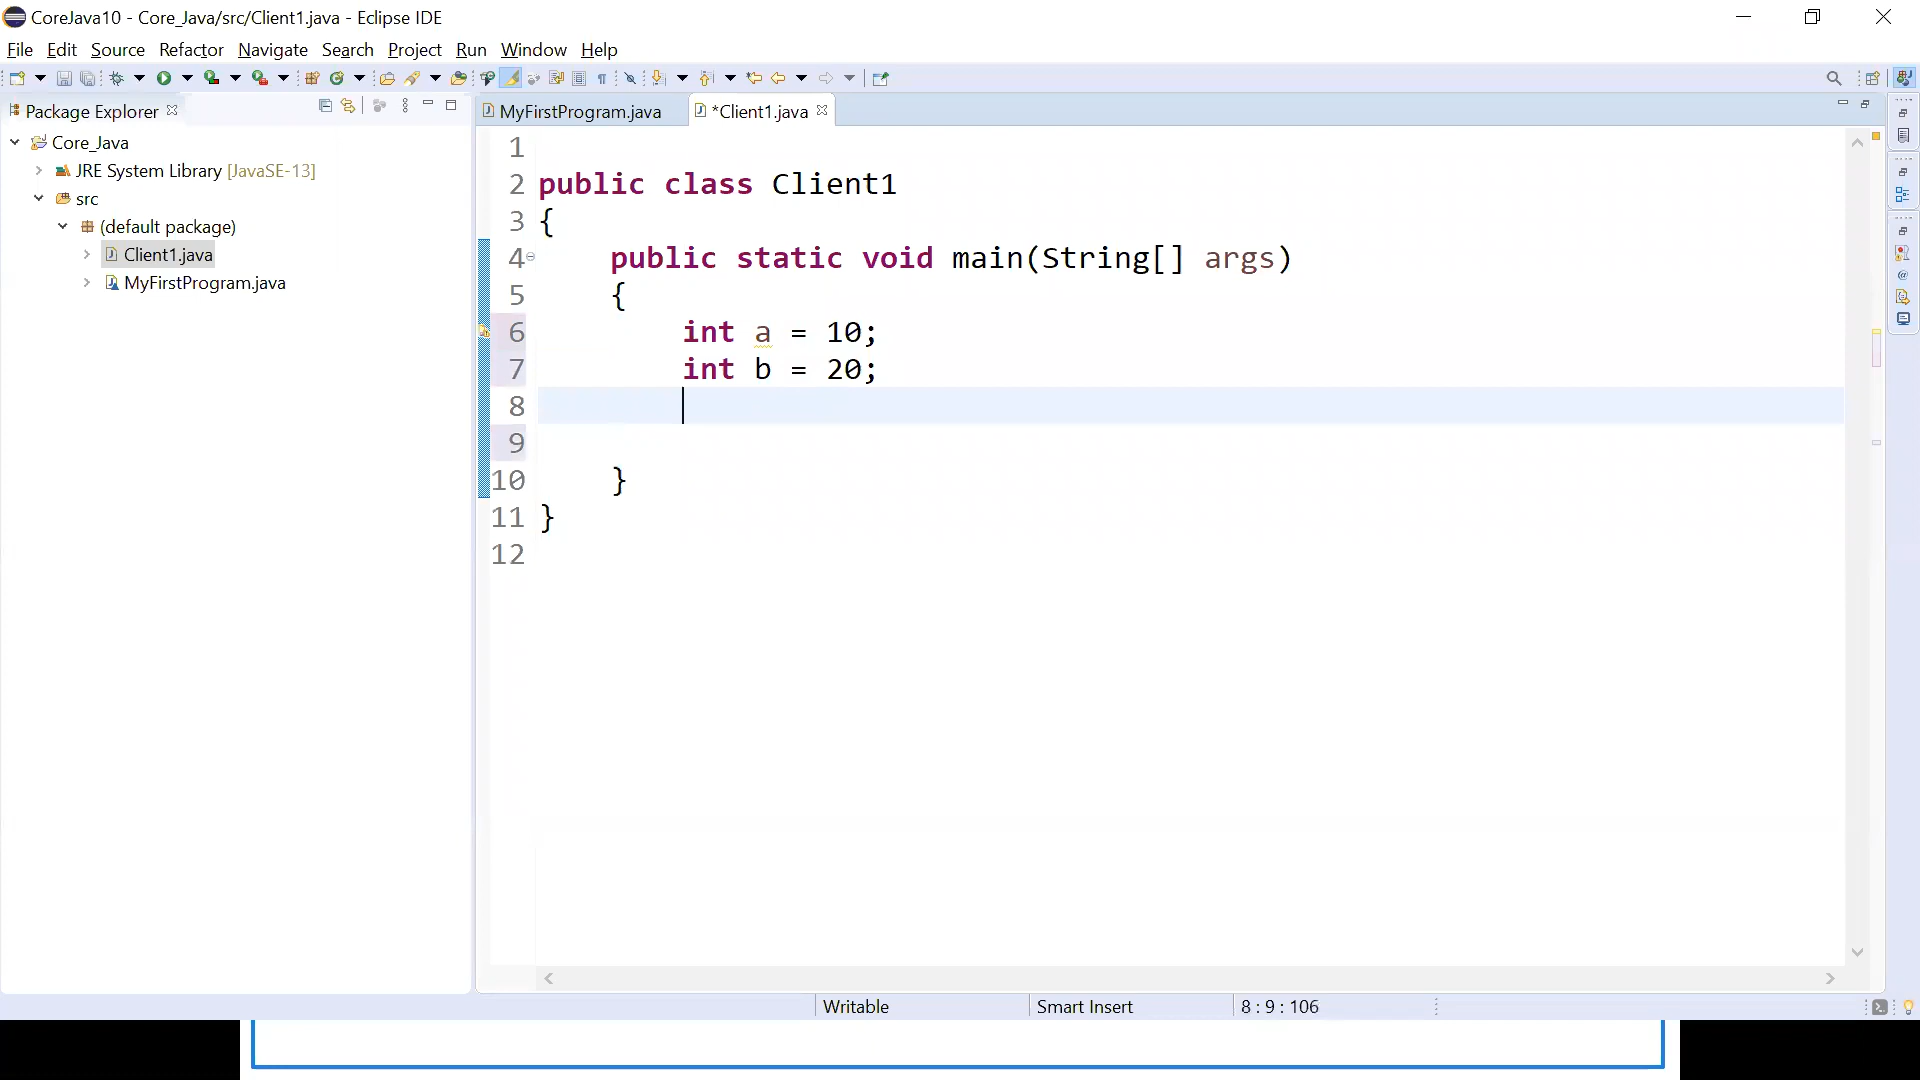 CoreJava10 - Core_Java/src/Client1.java - Eclipse IDE
File Edit Source Refactor Navigate Search Project Run Window Help
Package Explorer
MyFirstProgram.java *Client1.java
Core_Java
JRE System Library [JavaSE-13]
src
(default package)
Client1.java
MyFirstProgram.java
1
2 public class Client1
3 {
4 public static void main(String[] args)
5 {
6 int a = 10;
7 int b = 20;
8
9
10 }
11 }
12
Writable Smart Insert 8 : 9 : 106